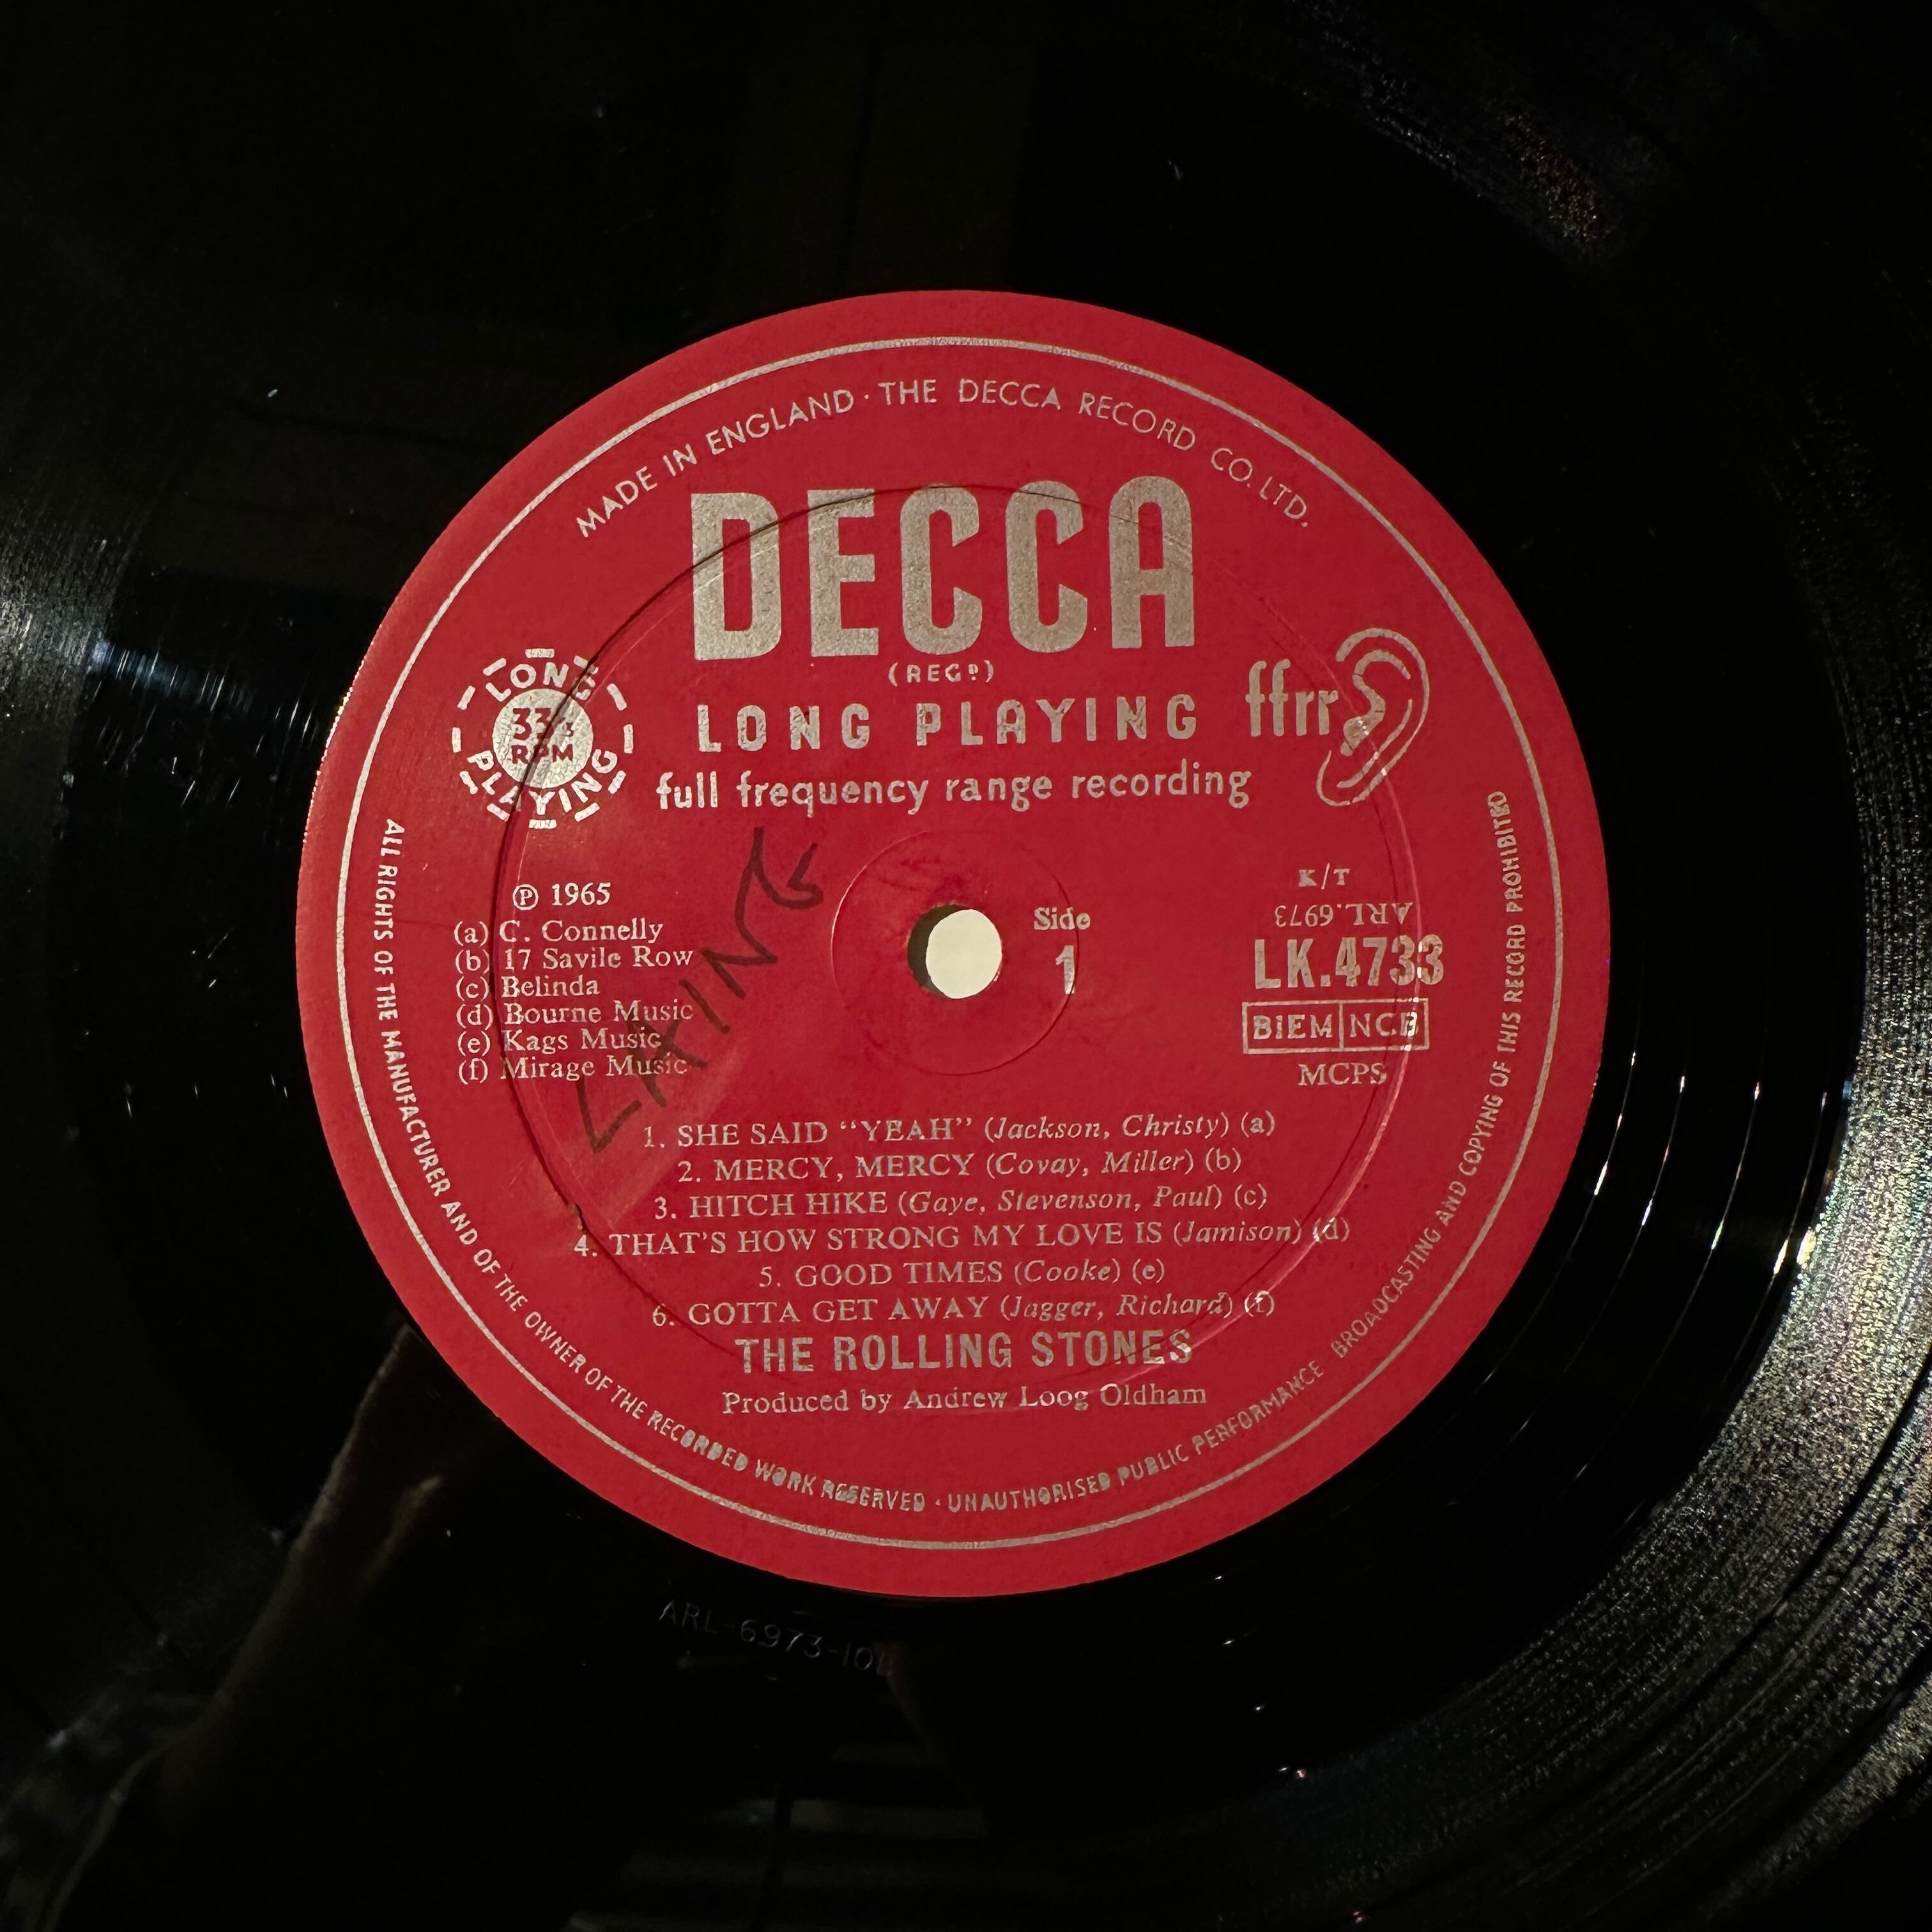 MADE IN ENGLAND · THE DECCA RECORD CO. LTD.
DECCA
(REGD)
LONG PLAYING
33⅓
RPM
LONG PLAYING
ffrr
full frequency range recording
℗ 1965
(a) C. Connelly
(b) 17 Savile Row
(c) Belinda
(d) Bourne Music
(e) Kags Music
(f) Mirage Music
LAING
Side
1
K/T
ARL.6973
LK.4733
BIEM NCB
MCPS
1. SHE SAID “YEAH” (Jackson, Christy) (a)
2. MERCY, MERCY (Covay, Miller) (b)
3. HITCH HIKE (Gaye, Stevenson, Paul) (c)
4. THAT'S HOW STRONG MY LOVE IS (Jamison) (d)
5. GOOD TIMES (Cooke) (e)
6. GOTTA GET AWAY (Jagger, Richard) (f)
THE ROLLING STONES
Produced by Andrew Loog Oldham
ALL RIGHTS OF THE MANUFACTURER AND OF THE OWNER OF THE RECORDED WORK RESERVED · UNAUTHORISED PUBLIC PERFORMANCE BROADCASTING AND COPYING OF THIS RECORD PROHIBITED